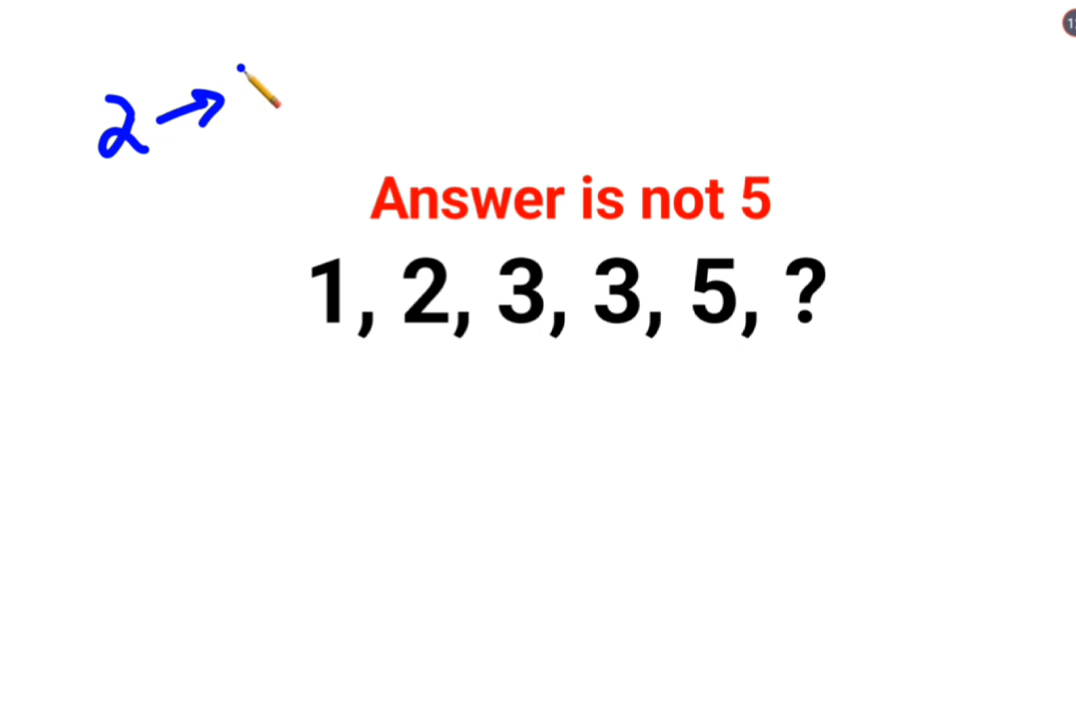 2 →
Answer is not 5
1, 2, 3, 3, 5, ?